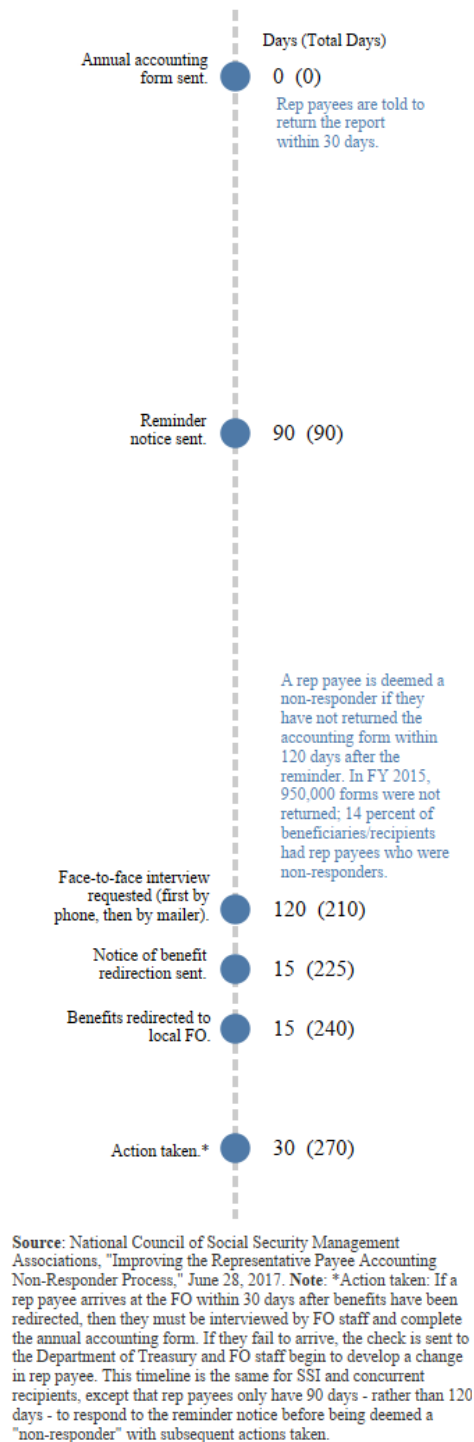 Days (Total Days)
Annual accounting
form sent.
0 (0)
Rep payees are told to
return the report
within 30 days.
Reminder
notice sent.
90 (90)
A rep payee is deemed a
non-responder if they
have not returned the
accounting form within
120 days after the
reminder. In FY 2015,
950,000 forms were not
returned; 14 percent of
beneficiaries/recipients
had rep payees who were
non-responders.
Face-to-face interview
requested (first by
phone, then by mailer).
120 (210)
Notice of benefit
redirection sent.
15 (225)
Benefits redirected to
local FO.
15 (240)
Action taken.*
30 (270)
Source: National Council of Social Security Management
Associations, "Improving the Representative Payee Accounting
Non-Responder Process," June 28, 2017. Note: *Action taken: If a
rep payee arrives at the FO within 30 days after benefits have been
redirected, then they must be interviewed by FO staff and complete
the annual accounting form. If they fail to arrive, the check is sent to
the Department of Treasury and FO staff begin to develop a change
in rep payee. This timeline is the same for SSI and concurrent
recipients, except that rep payees only have 90 days - rather than 120
days - to respond to the reminder notice before being deemed a
"non-responder" with subsequent actions taken.